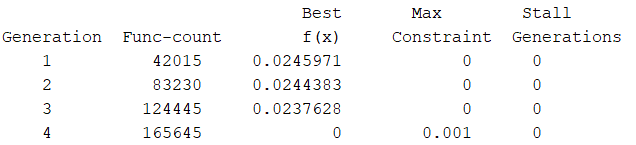 Best Max Stall
Generation Func-count f(x) Constraint Generations
1 42015 0.0245971 0 0
2 83230 0.0244383 0 0
3 124445 0.0237628 0 0
4 165645 0 0.001 0